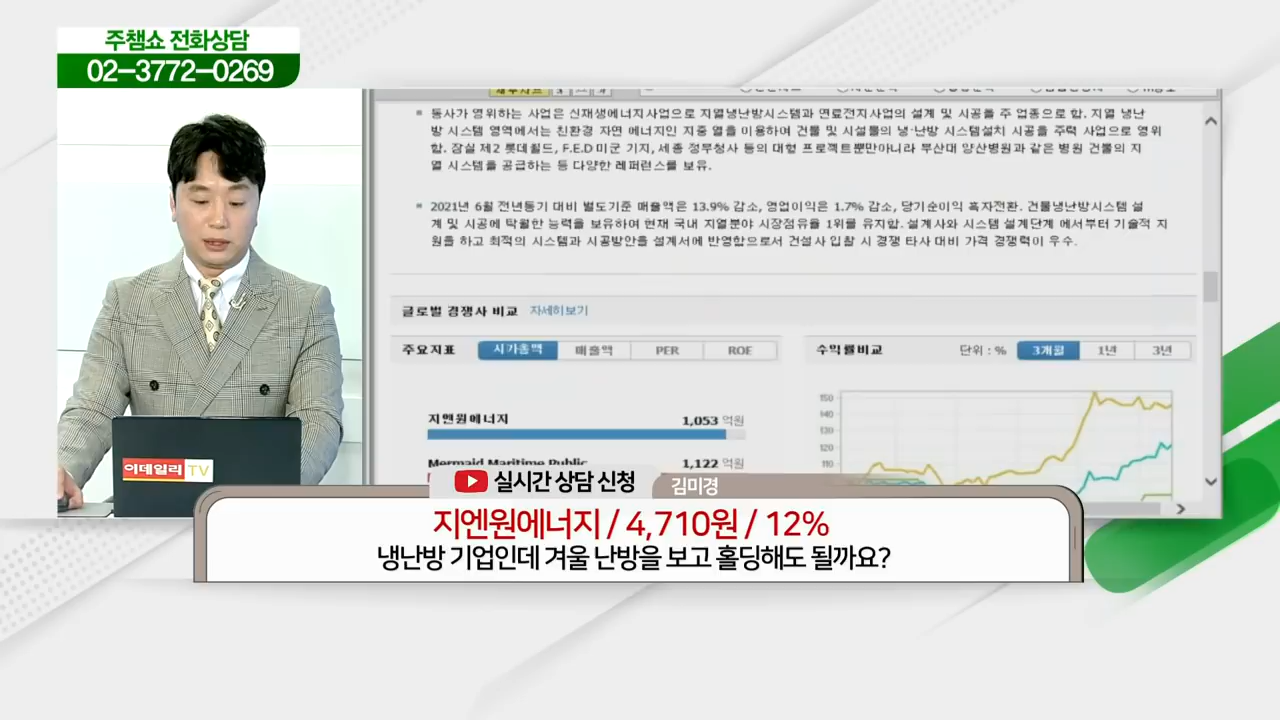 주챔쇼 전화상담
02-3772-0269
동사가 영위하는 사업은 신재생에너지사업으로 지열냉난방시스템과 연료전지사업의 설계 및 시공을 주 업종으로 함. 지열 냉난
방 시스템 영역에서는 친환경 자연 에너지인 지중 열을 이용하여 건물 및 시설물의 냉·난방 시스템설치 시공을 주력 사업으로 영위
함. 잠실 제2 롯데월드, F.E.D 미군 기지, 세종 정부청사 등의 대형 프로젝트뿐만아니라 부산대 양산병원과 같은 병원 건물의 지
열 시스템을 공급하는 등 다양한 레퍼런스를 보유.
2021년 6월 전년동기 대비 별도기준 매출액은 13.9% 감소, 영업이익은 1.7% 감소, 당기순이익 흑자전환. 건물냉난방시스템 설
계 및 시공에 탁월한 능력을 보유하여 현재 국내 지열분야 시장점유율 1위를 유지함. 설계사와 시스템 설계단계 에서부터 기술적 지
원을 하고 최적의 시스템과 시공방안을 설계서에 반영함으로서 건설사 입찰 시 경쟁 타사 대비 가격 경쟁력이 우수.
글로벌 경쟁사 비교 자세히보기
주요지표 시가총액 매출액 PER ROE
수익률비교 단위 : % 3개월 1년 3년
지엔원에너지 1,053 억원
Mermaid Maritime Public 1,122 억원
150
140
130
120
110
이데일리 TV
실시간 상담 신청 김미경
지엔원에너지 / 4,710원 / 12%
냉난방 기업인데 겨울 난방을 보고 홀딩해도 될까요?